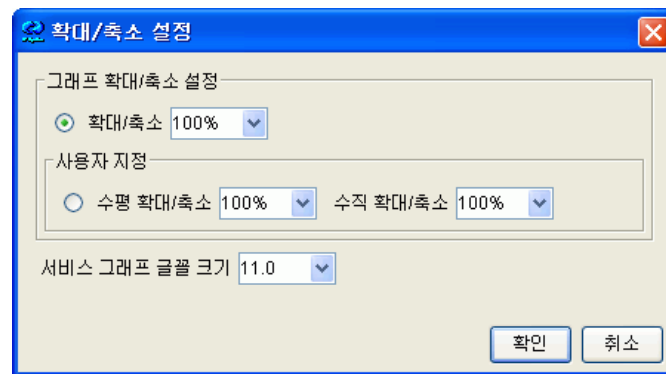 확대/축소 설정
그래프 확대/축소 설정
확대/축소 100%
사용자 지정
수평 확대/축소 100% 수직 확대/축소 100%
서비스 그래프 글꼴 크기 11.0
확인 취소